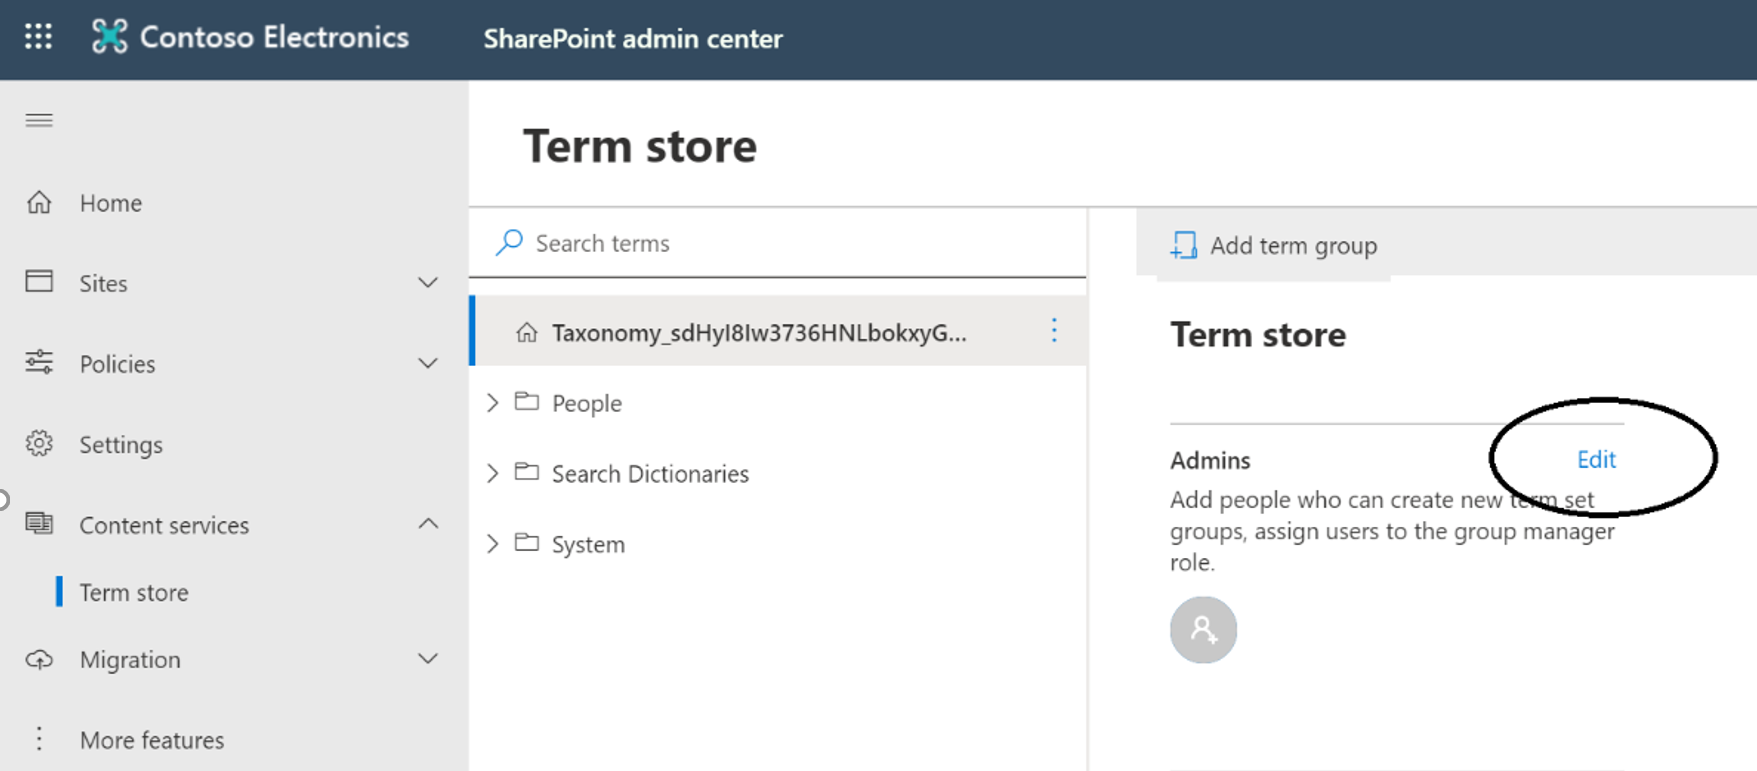 Contoso Electronics
SharePoint admin center
Home
Sites
Policies
Settings
Content services
Term store
Migration
More features
Term store
Search terms
Taxonomy_sdHyI8Iw3736HNLbokxyG...
People
Search Dictionaries
System
Add term group
Term store
Admins
Edit
Add people who can create new term set
groups, assign users to the group manager
role.